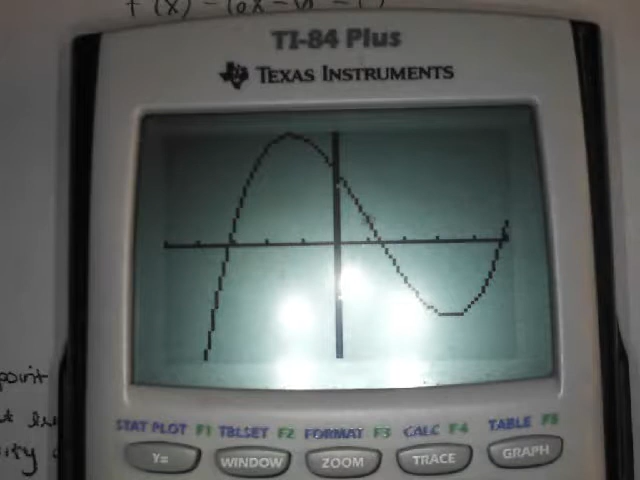 TI-84 Plus
TEXAS INSTRUMENTS
point
STAT PLOT F1 TBLSET F2 FORMAT F3 CALC F4 TABLE F5
Y= WINDOW ZOOM TRACE GRAPH